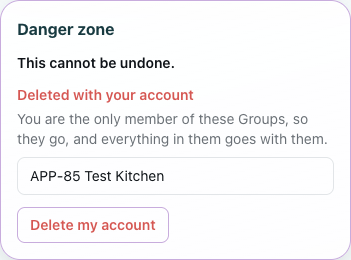 Danger zone
This cannot be undone.
Deleted with your account
You are the only member of these Groups, so
they go, and everything in them goes with them.
APP-85 Test Kitchen
Delete my account